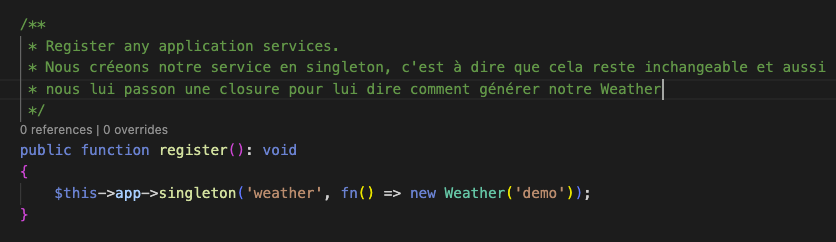 /**
* Register any application services.
* Nous créeons notre service en singleton, c'est à dire que cela reste inchangeable et aussi
* nous lui passon une closure pour lui dire comment générer notre Weather
*/
0 references | 0 overrides
public function register(): void
{
$this->app->singleton('weather', fn() => new Weather('demo'));
}